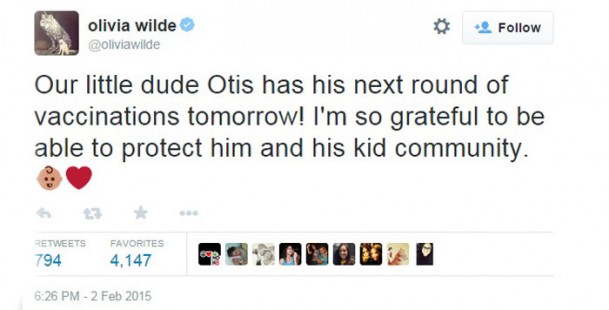 olivia wilde
@oliviawilde
Follow
Our little dude Otis has his next round of
vaccinations tomorrow! I'm so grateful to be
able to protect him and his kid community.
RETWEETS FAVORITES
794 4,147
6:26 PM - 2 Feb 2015